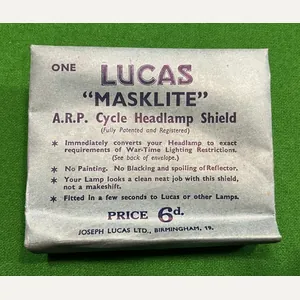 ONE
LUCAS
"MASKLITE"
A.R.P. Cycle Headlamp Shield
(Fully Patented and Registered)
* Immediately converts your Headlamp to exact
requirements of War-Time Lighting Restrictions.
(See back of envelope.)
* No Painting. No Blacking and spoiling of Reflector.
* Your Lamp looks a clean neat job with this shield,
not a makeshift.
* Fitted in a few seconds to Lucas or other Lamps.
PRICE 6d.
JOSEPH LUCAS LTD., BIRMINGHAM, 19.